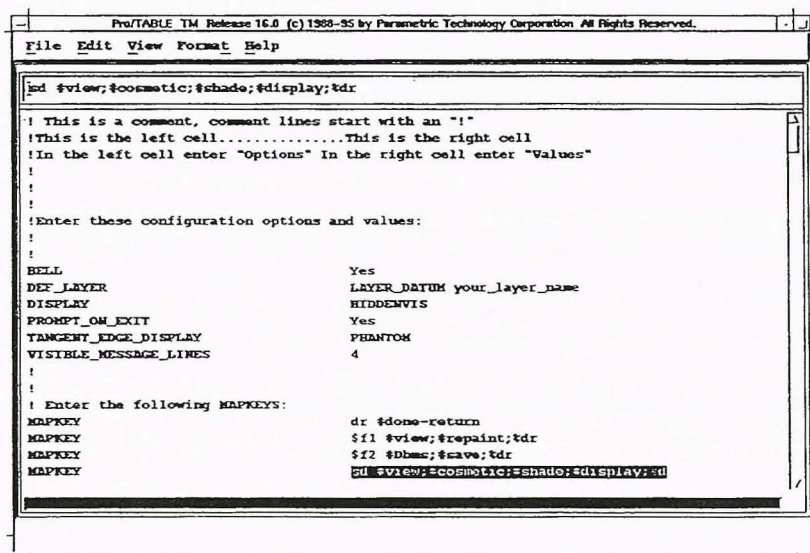 Pro/TABLE TM Release 16.0 (c) 1988-95 by Parametric Technology Corporation All Rights Reserved.
File Edit View Format Help
sd #view;#cosmetic;#shade;#display;%dr
! This is a comment, comment lines start with an "!"
!This is the left cell...............This is the right cell
!In the left cell enter "Options" In the right cell enter "Values"
!
!
!
!Enter these configuration options and values:
!
!
BELL Yes
DEF_LAYER LAYER_DATUM your_layer_name
DISPLAY HIDDENVIS
PROMPT_ON_EXIT Yes
TANGENT_EDGE_DISPLAY PHANTOM
VISIBLE_MESSAGE_LINES 4
!
!
! Enter the following MAPKEYS:
MAPKEY dr #done-return
MAPKEY $f1 #view;#repaint;%dr
MAPKEY $f2 #Dbms;#save;%dr
MAPKEY sd #view;#cosmetic;#shade;#display;sd